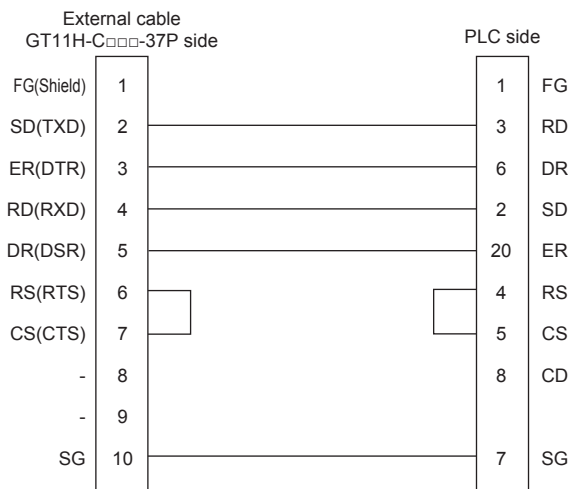 External cable
GT11H-C□□□-37P side PLC side
FG(Shield) 1 1 FG
SD(TXD) 2 3 RD
ER(DTR) 3 6 DR
RD(RXD) 4 2 SD
DR(DSR) 5 20 ER
RS(RTS) 6 4 RS
CS(CTS) 7 5 CS
- 8 8 CD
- 9
SG 10 7 SG